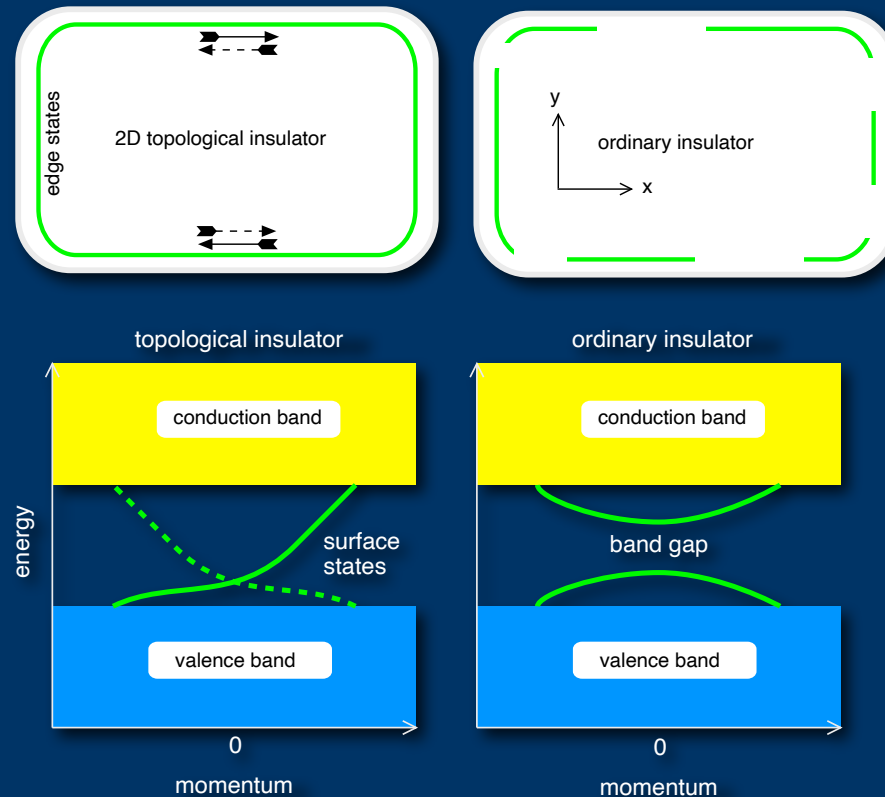 edge states
2D topological insulator
y
ordinary insulator
x
topological insulator
ordinary insulator
conduction band
conduction band
energy
surface
states
band gap
valence band
valence band
0
0
momentum
momentum